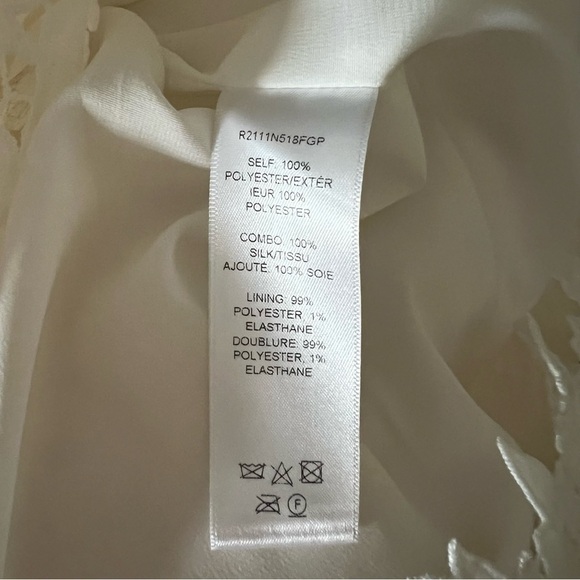 R2111N518FGP
SELF: 100%
POLYESTER/EXTÉR
IEUR 100%
POLYESTER
COMBO: 100%
SILK/TISSU
AJOUTÉ: 100% SOIE
LINING: 99%
POLYESTER, 1%
ELASTHANE
DOUBLURE: 99%
POLYESTER, 1%
ELASTHANE
F